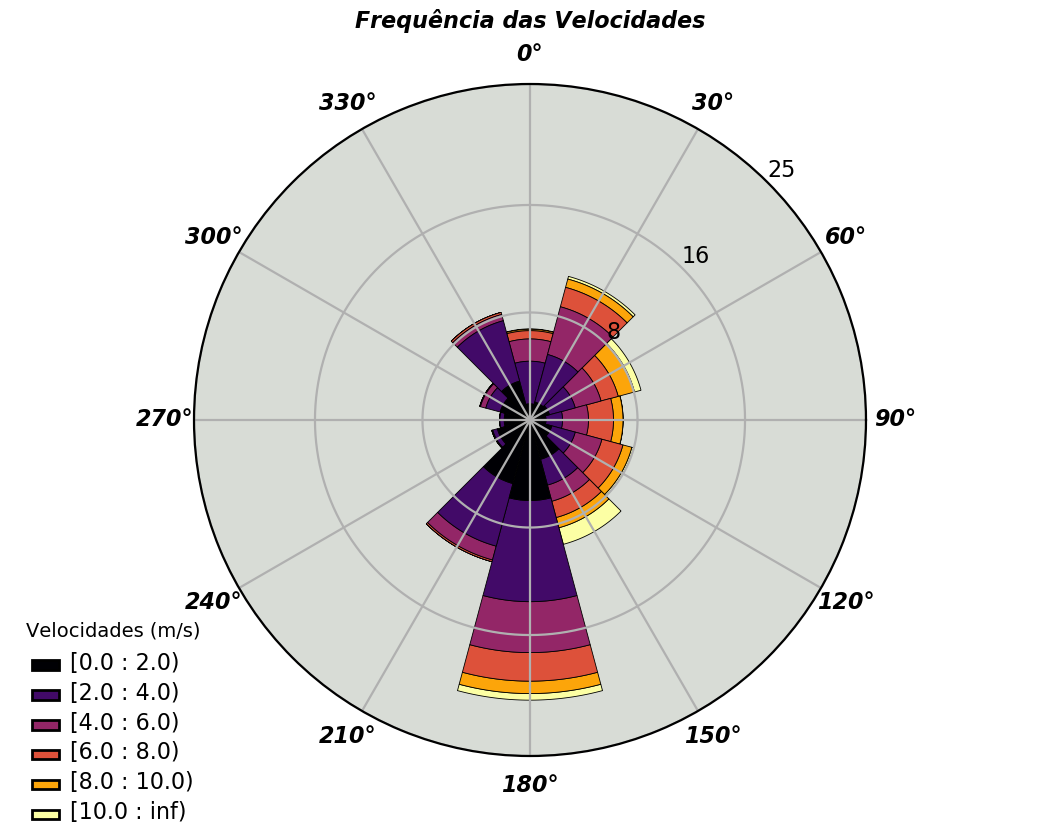 Frequência das Velocidades
0°
330°
30°
25
300°
60°
16
8
270°
90°
240°
120°
210°
150°
180°
Velocidades (m/s)
[0.0 : 2.0)
[2.0 : 4.0)
[4.0 : 6.0)
[6.0 : 8.0)
[8.0 : 10.0)
[10.0 : inf)